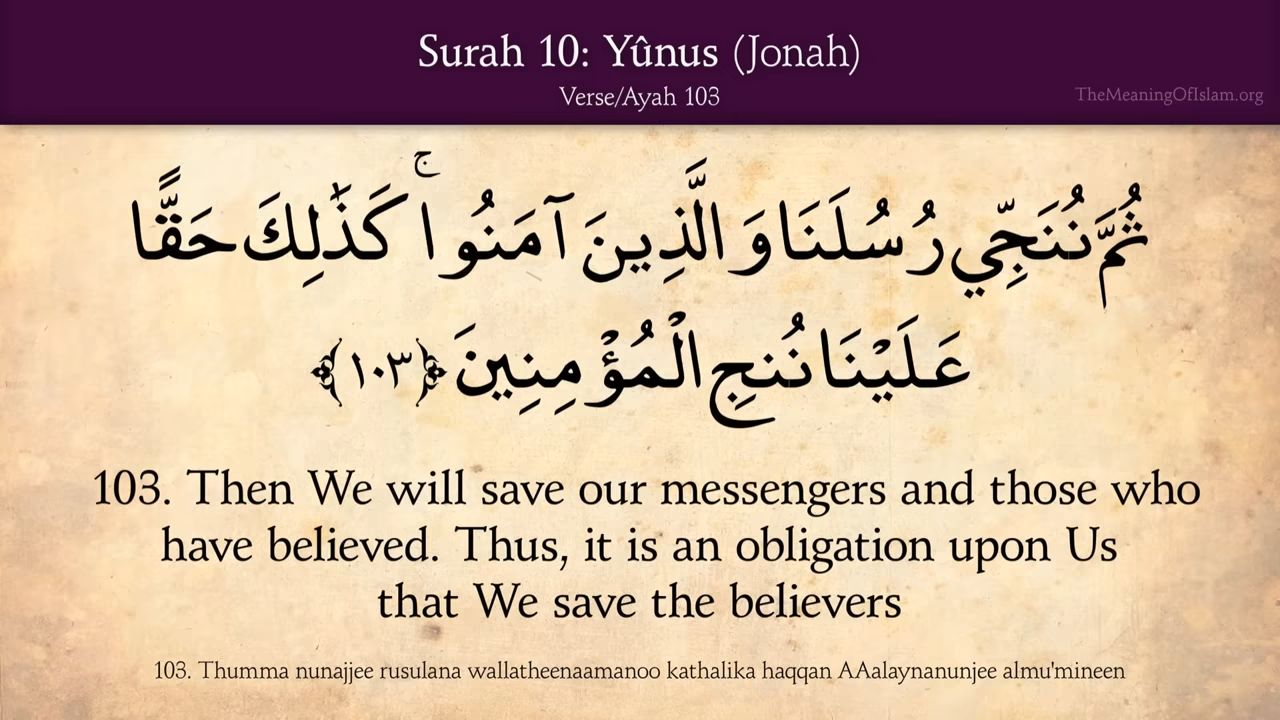 Surah 10: Yûnus (Jonah)
Verse/Ayah 103
TheMeaningOfIslam.org
ثُمَّ نُنَجِّي رُسُلَنَا وَالَّذِينَ آمَنُوا ۚ كَذَٰلِكَ حَقًّا
عَلَيْنَا نُنجِ الْمُؤْمِنِينَ ﴿١٠٣﴾
103. Then We will save our messengers and those who
have believed. Thus, it is an obligation upon Us
that We save the believers
103. Thumma nunajjee rusulana wallatheenaamanoo kathalika haqqan AAalaynanunjee almu'mineen